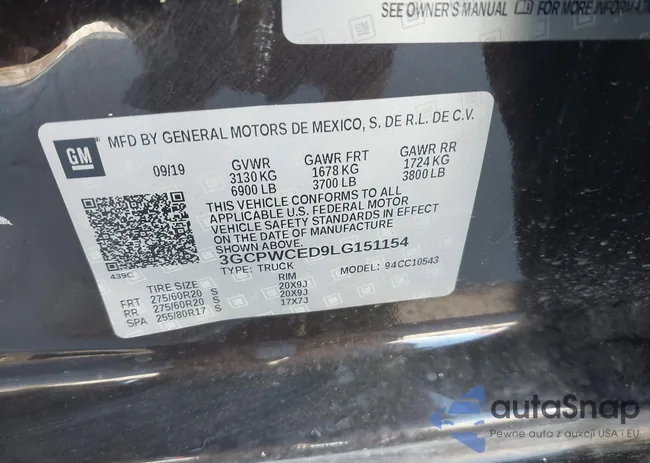 SEE OWNER'S MANUAL FOR MORE INFORMATION
GM
MFD BY GENERAL MOTORS DE MEXICO, S. DE R.L. DE C.V.
09/19 GVWR GAWR FRT GAWR RR
3130 KG 1678 KG 1724 KG
6900 LB 3700 LB 3800 LB
THIS VEHICLE CONFORMS TO ALL
APPLICABLE U.S. FEDERAL MOTOR
VEHICLE SAFETY STANDARDS IN EFFECT
ON THE DATE OF MANUFACTURE
SHOWN ABOVE.
3GCPWCED9LG151154
439C TYPE: TRUCK MODEL: 94CC10543
TIRE SIZE RIM
FRT 275/60R20 S 20X9J
RR 275/60R20 S 20X9J
SPA 255/80R17 S 17X7J
autoSnap
Pewne auto z aukcji USA i EU